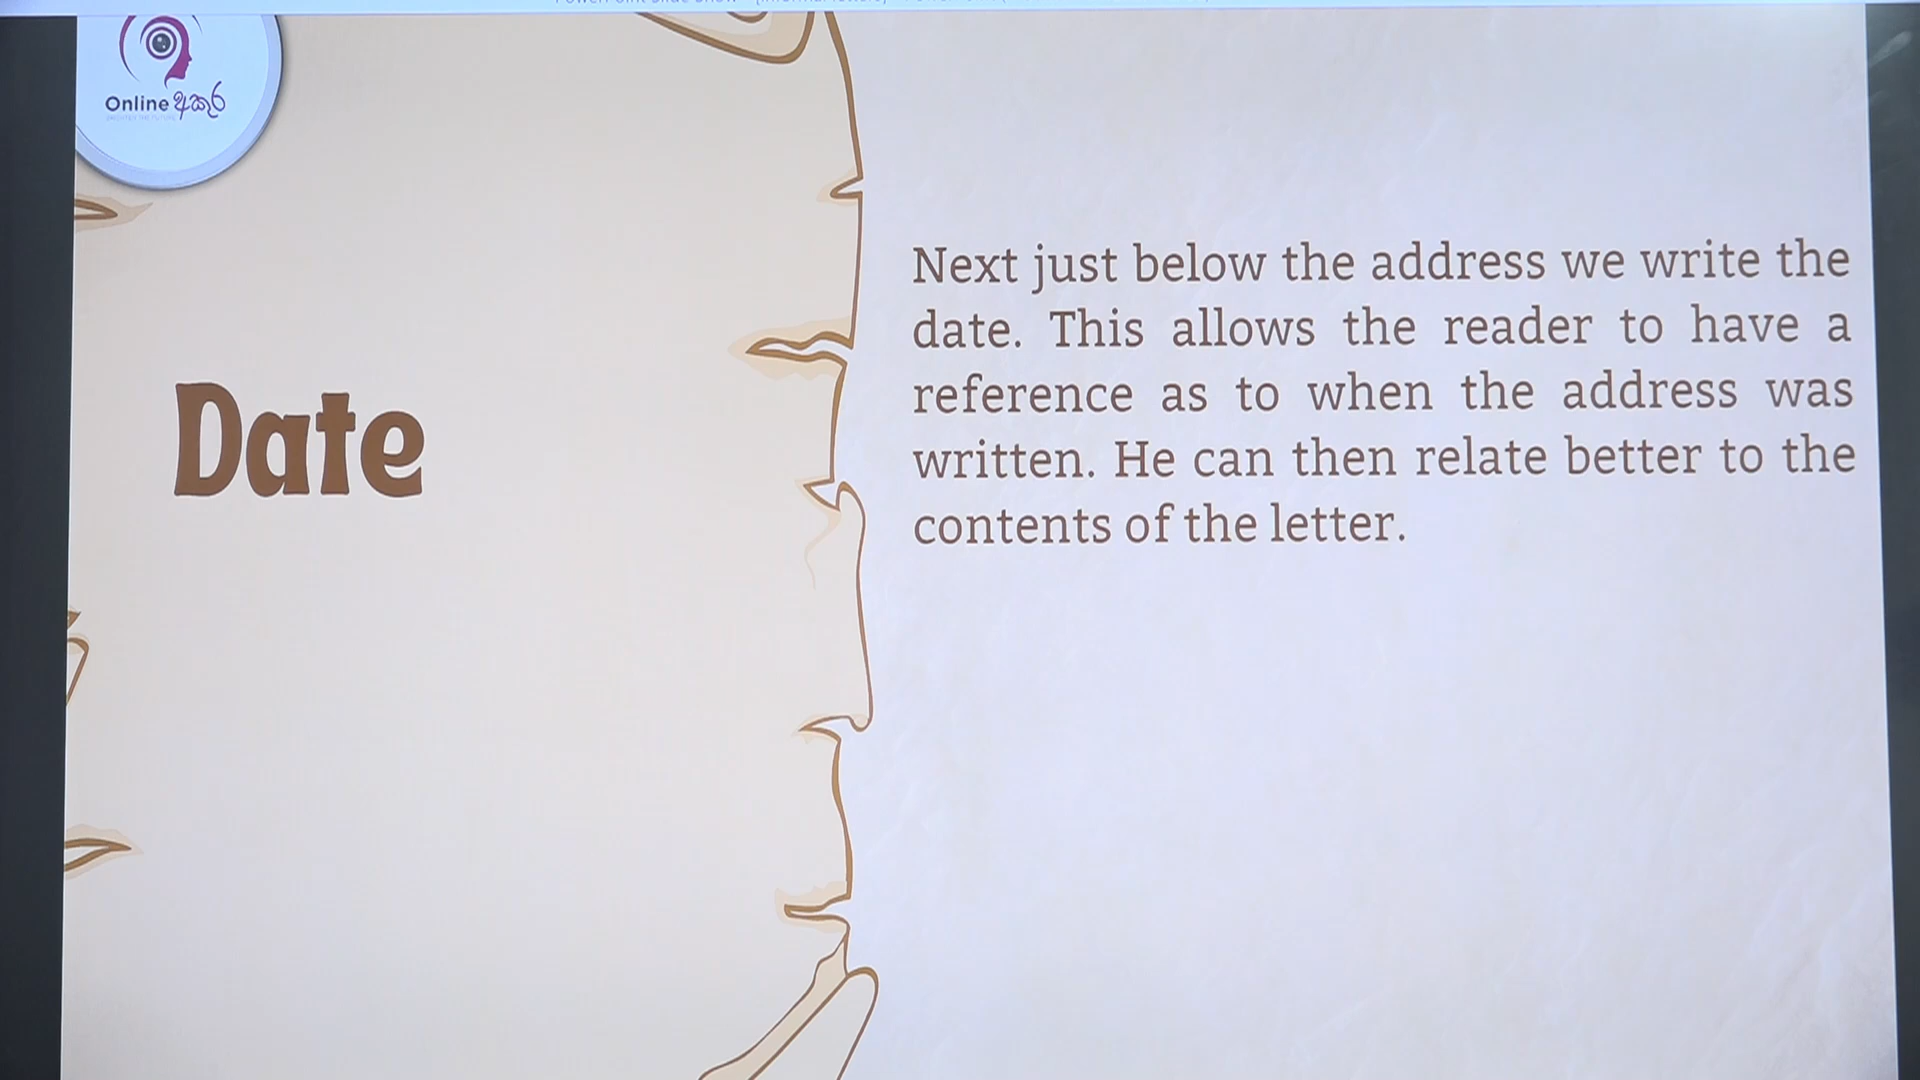 Online අකුර
Date
Next just below the address we write the
date. This allows the reader to have a
reference as to when the address was
written. He can then relate better to the
contents of the letter.